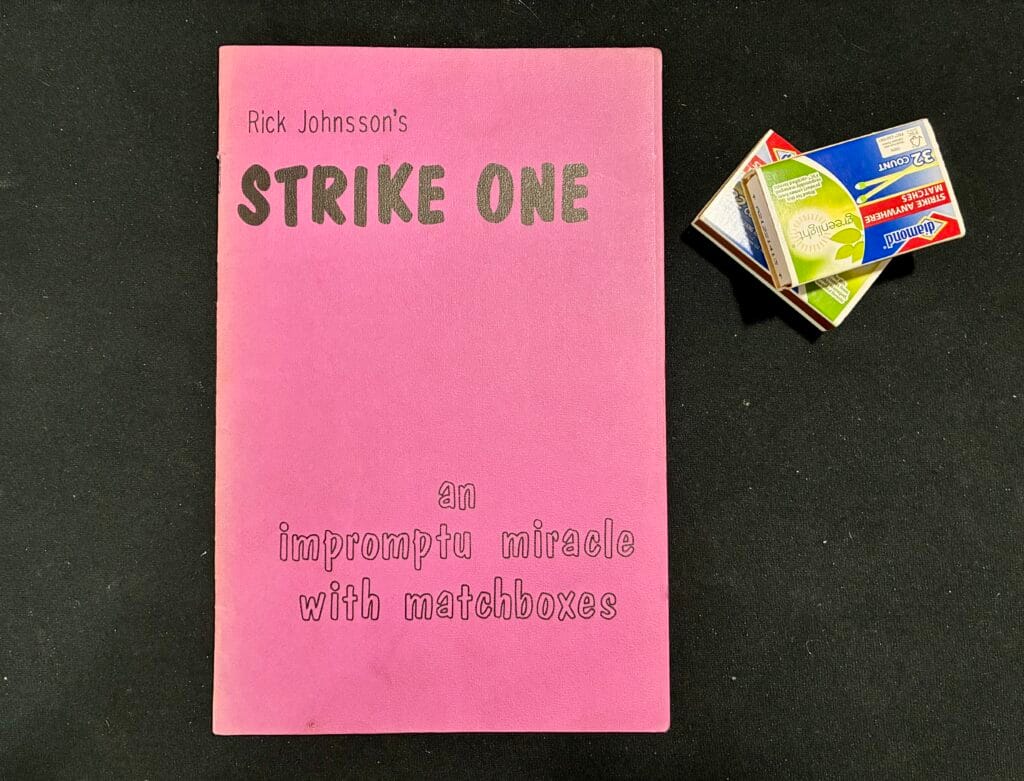 Rick Johnsson's
STRIKE ONE
an
impromptu miracle
with matchboxes
32 COUNT
STRIKE ANYWHERE
MATCHES
diamond®
greenlight